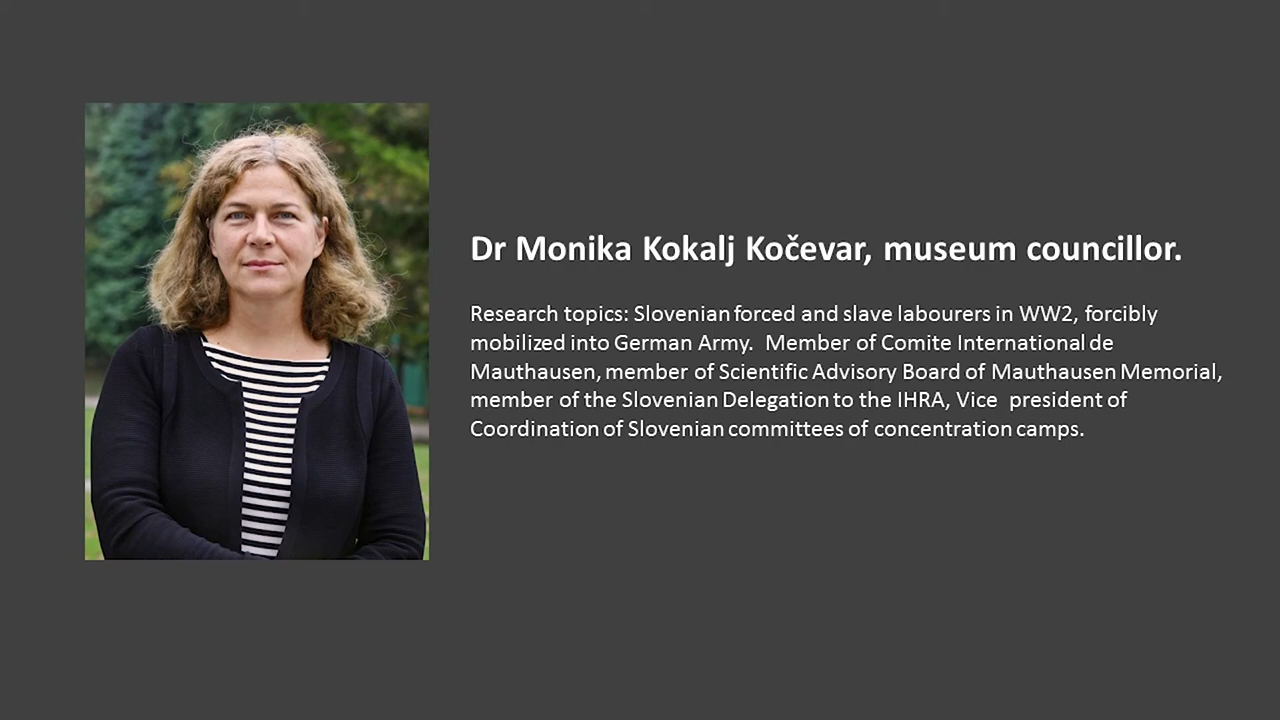 Dr Monika Kokalj Kočevar, museum councillor.
Research topics: Slovenian forced and slave labourers in WW2, forcibly
mobilized into German Army.  Member of Comite International de
Mauthausen, member of Scientific Advisory Board of Mauthausen Memorial,
member of the Slovenian Delegation to the IHRA, Vice  president of
Coordination of Slovenian committees of concentration camps.